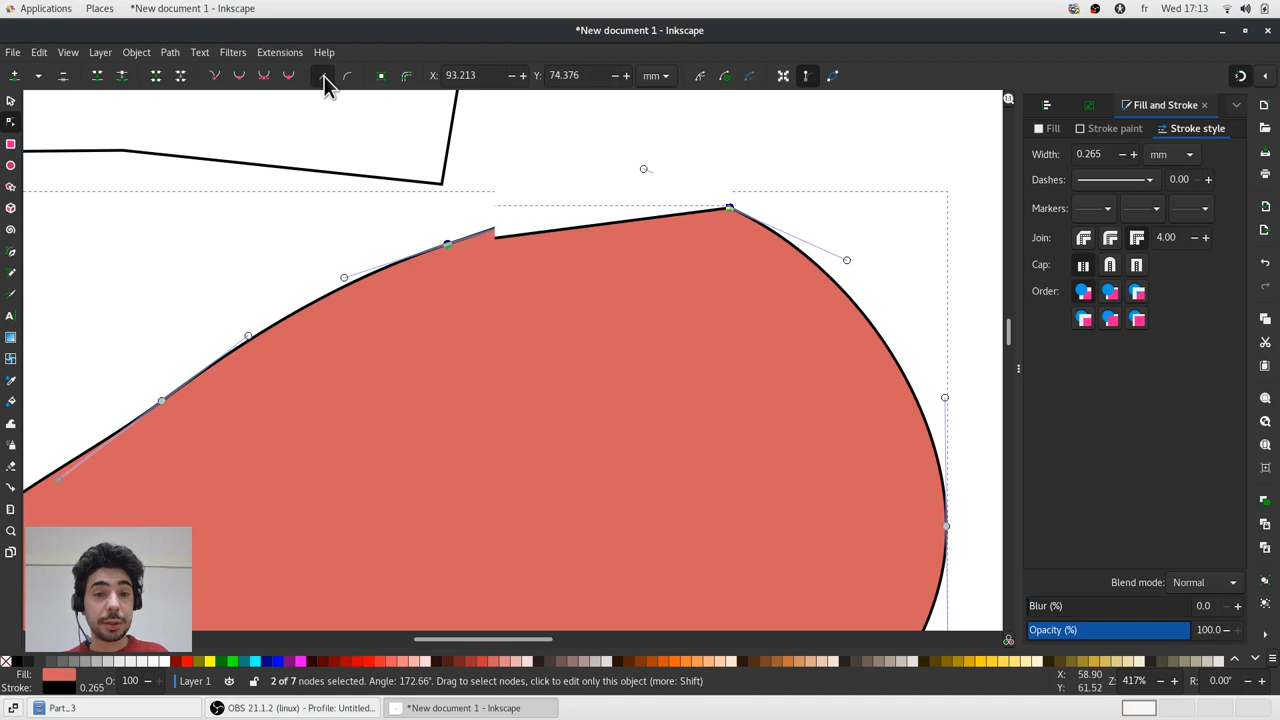 Applications Places *New document 1 - Inkscape fr Wed 17:13
*New document 1 - Inkscape
File Edit View Layer Object Path Text Filters Extensions Help
X: 93.213 Y: 74.376 mm
Fill and Stroke
Fill Stroke paint Stroke style
Width: 0.265 mm
Dashes: 0.00
Markers:
Join: 4.00
Cap:
Order:
Blend mode: Normal
Blur (%) 0.0
Opacity (%) 100.0
Fill: O: 100 Layer 1 2 of 7 nodes selected. Angle: 172.66°. Drag to select nodes, click to edit only this object (more: Shift) X: 58.90 Z: 417% R: 0.00°
Stroke: 0.265 Y: 61.52
Part_3 OBS 21.1.2 (linux) - Profile: Untitled... *New document 1 - Inkscape